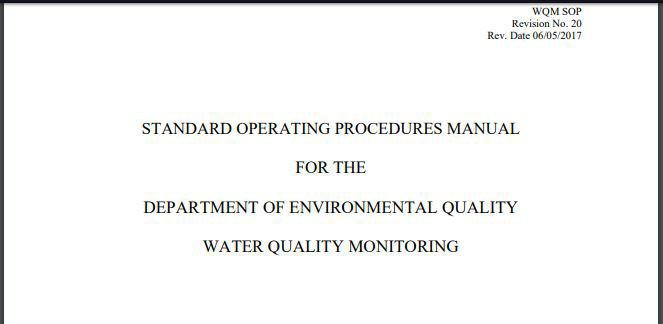 WQM SOP
Revision No. 20
Rev. Date 06/05/2017
STANDARD OPERATING PROCEDURES MANUAL
FOR THE
DEPARTMENT OF ENVIRONMENTAL QUALITY
WATER QUALITY MONITORING